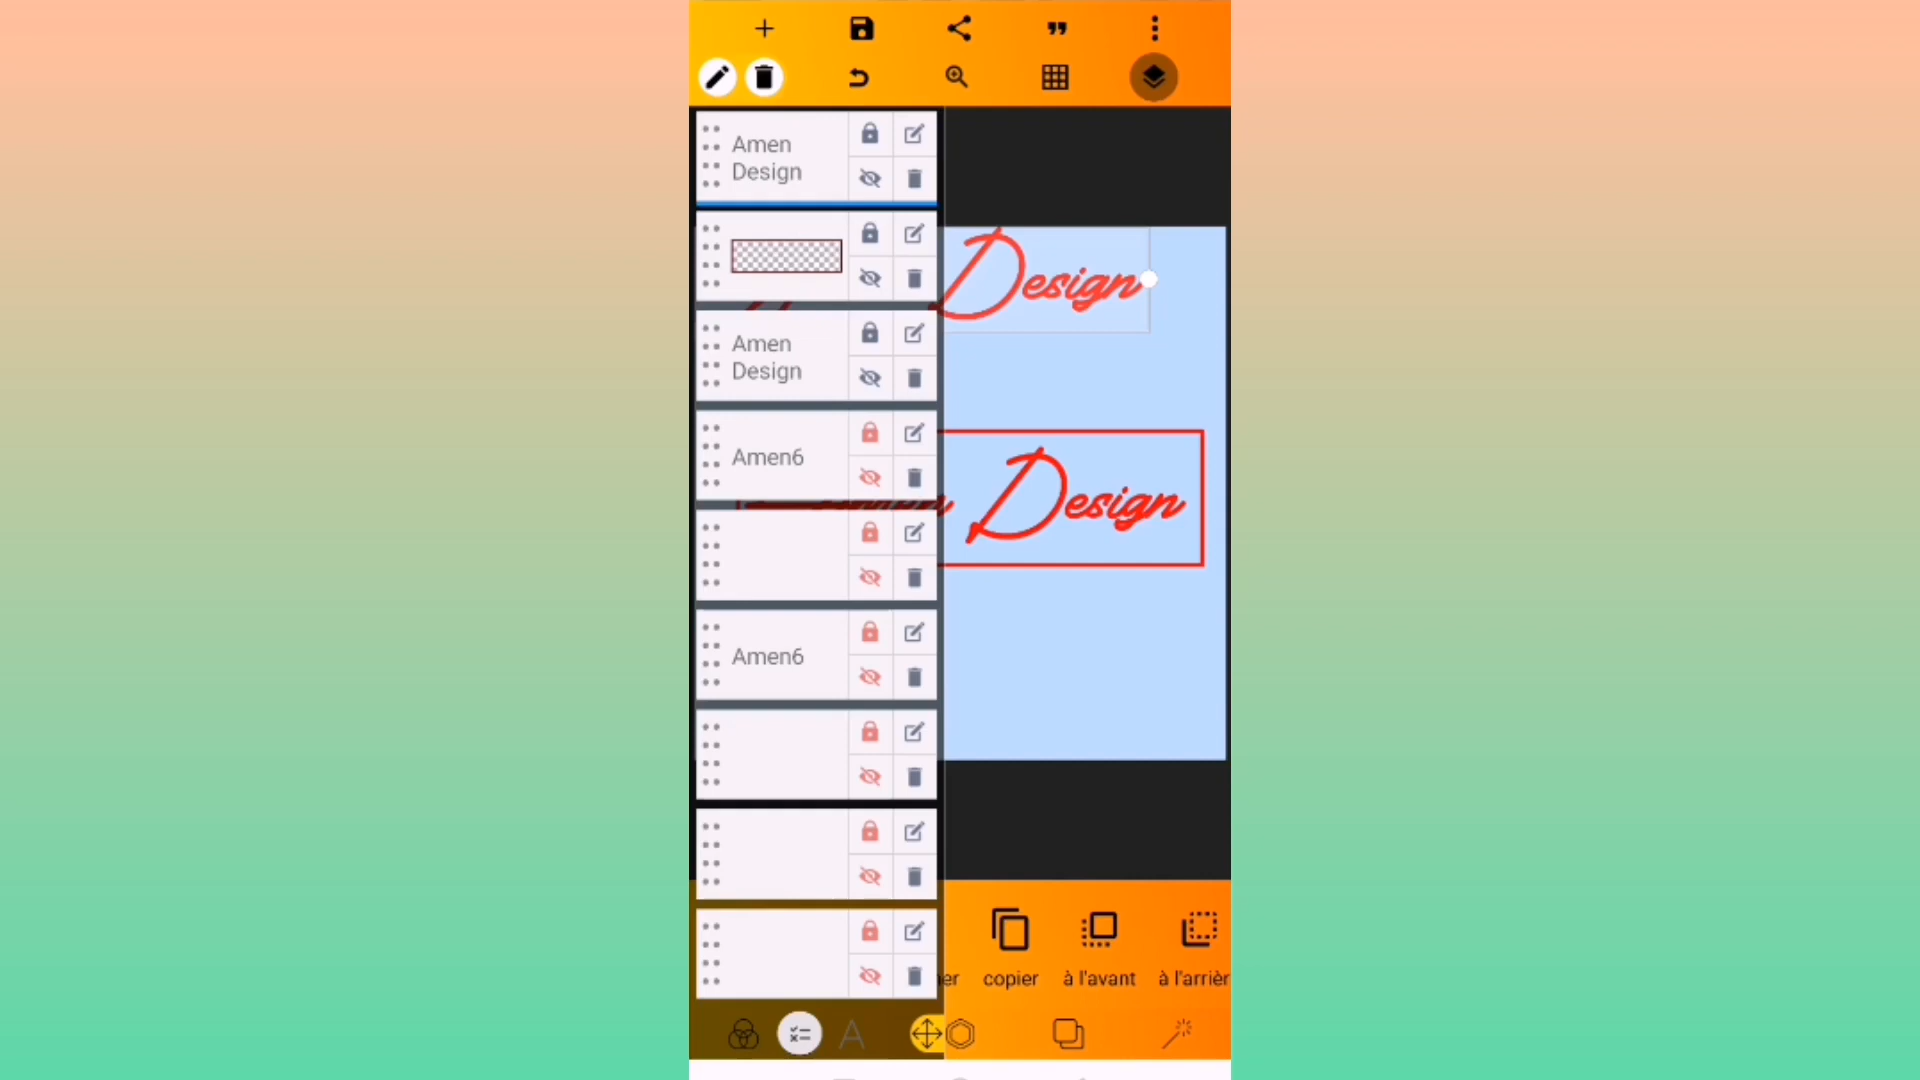 Amen
Design
Amen
Design
Amen6
Amen6
Design
Design
copier
à l'avant
à l'arrièr